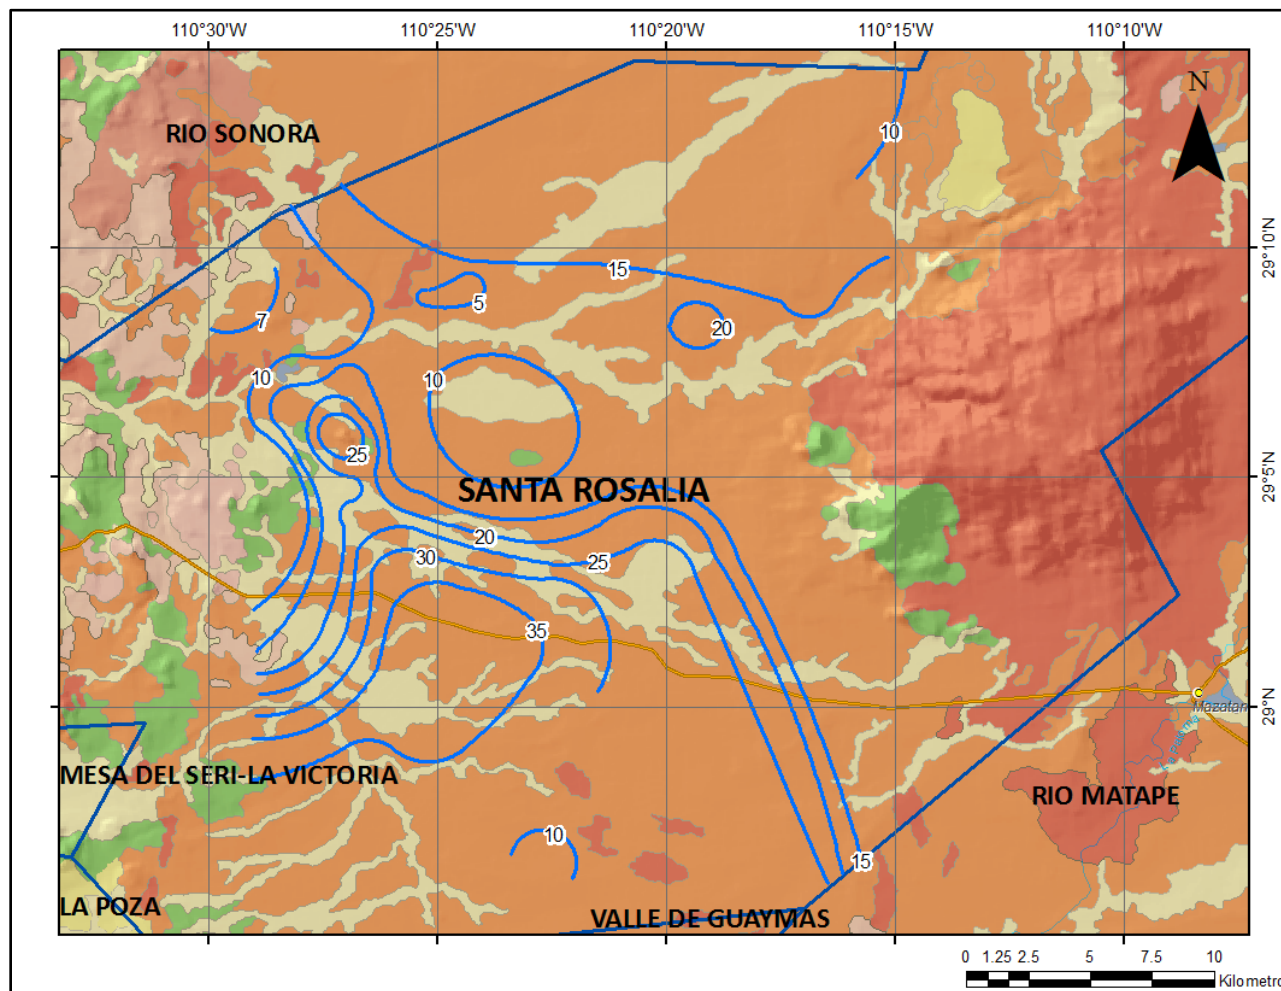 110°30'W 110°25'W 110°20'W 110°15'W 110°10'W
N
RIO SONORA
10
29°10'N
15
5
7
20
10
10
25
SANTA ROSALIA
29°5'N
20
25
30
35
29°N
Mazatan
MESA DEL SERI-LA VICTORIA
RIO MATAPE
10
15
LA POZA
VALLE DE GUAYMAS
0 1.25 2.5 5 7.5 10
Kilometro